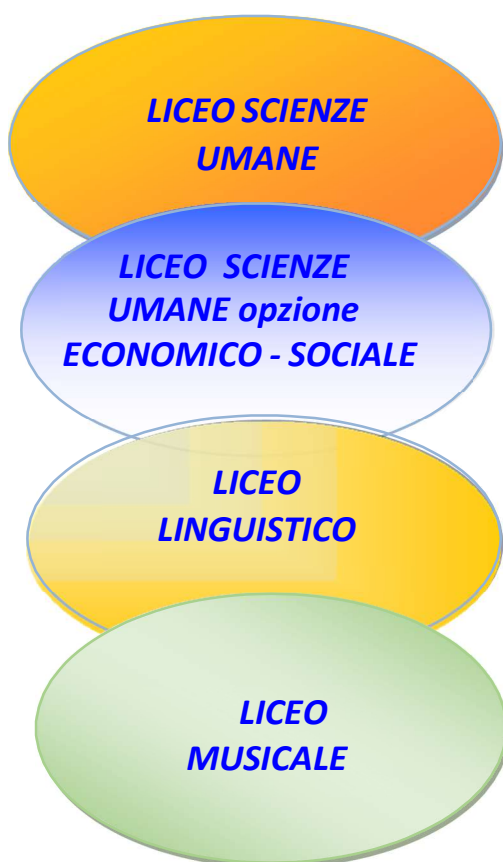 LICEO SCIENZE
UMANE
LICEO SCIENZE
UMANE opzione
ECONOMICO - SOCIALE
LICEO
LINGUISTICO
LICEO
MUSICALE